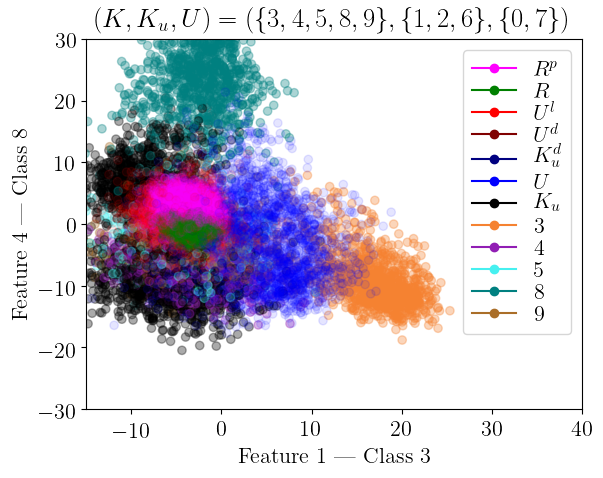 (K, K_u, U) = ({3, 4, 5, 8, 9}, {1, 2, 6}, {0, 7})
30
20
10
0
−10
−20
−30
Feature 4 — Class 8
−10
0
10
20
30
40
Feature 1 — Class 3
R^p
R
U^l
U^d
K_u^d
U
K_u
3
4
5
8
9